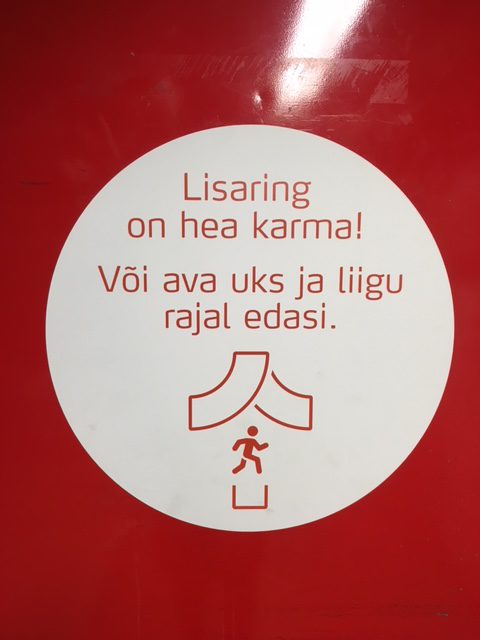 Lisaring
on hea karma!
Või ava uks ja liigu
rajal edasi.